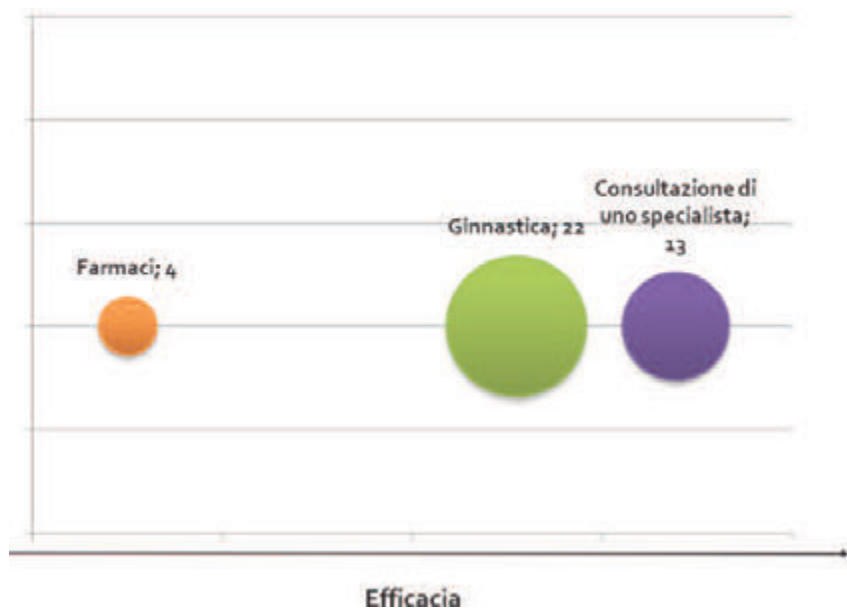 Consultazione di
uno specialista;
13
Ginnastica; 22
Farmaci; 4
Efficacia